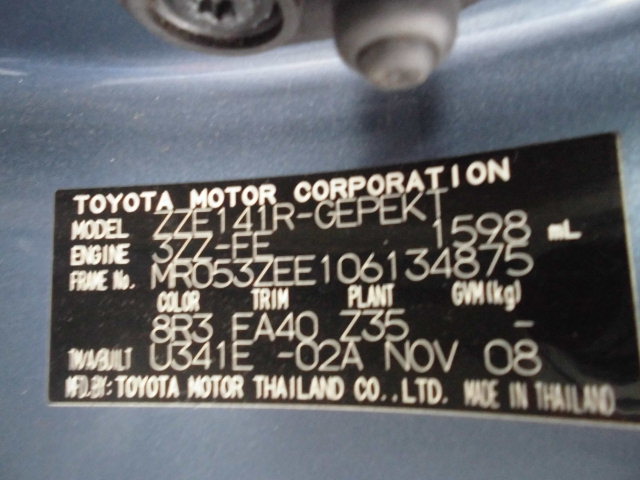 TOYOTA MOTOR CORPORATION
MODEL ZZE141R-GEPEKT
ENGINE 3ZZ-FE 1598 mL
FRAME No. MR053ZEE106134875
COLOR TRIM PLANT GVM(kg)
8R3 FA40 Z35 -
TM/A/BUILT U341E -02A NOV 08
MFD.BY:TOYOTA MOTOR THAILAND CO.,LTD. MADE IN THAILAND